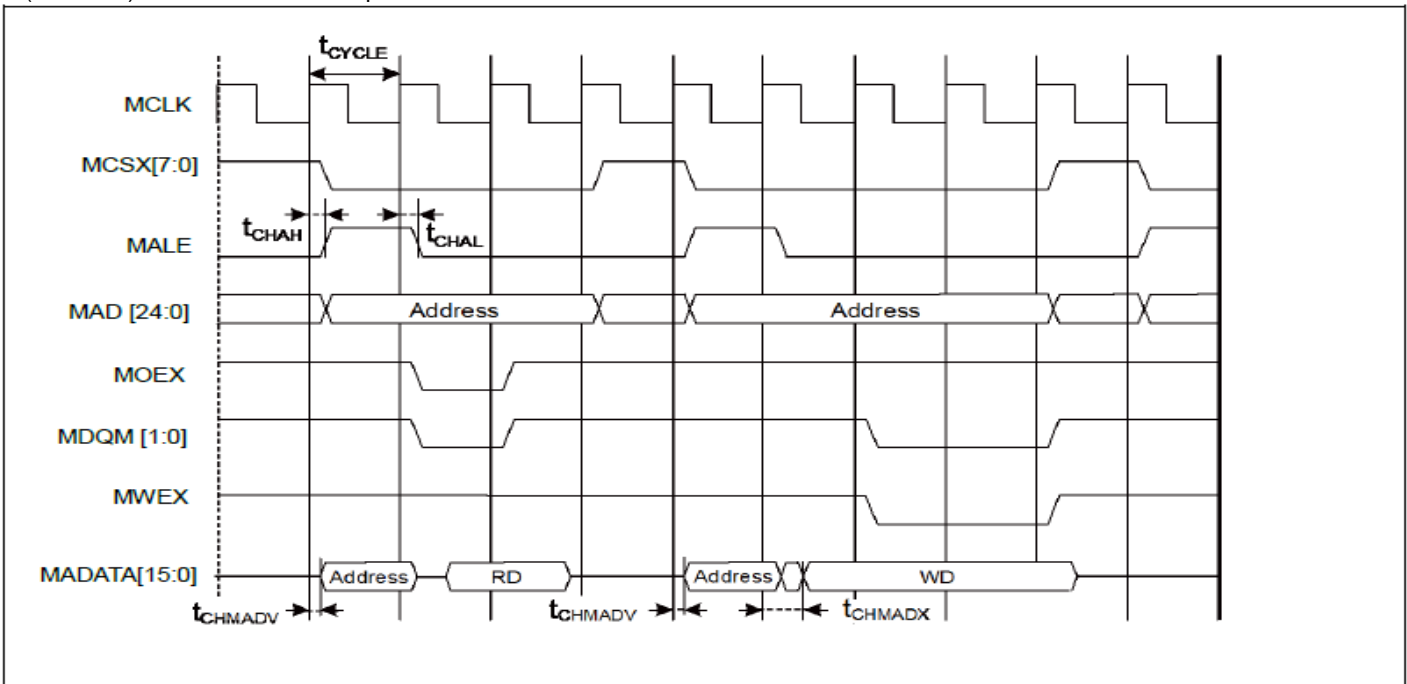 tCYCLE
MCLK
MCSX[7:0]
tCHAH
tCHAL
MALE
MAD [24:0]
Address
Address
MOEX
MDQM [1:0]
MWEX
MADATA[15:0]
Address
RD
Address
WD
tCHMADV
tCHMADV
tCHMADX